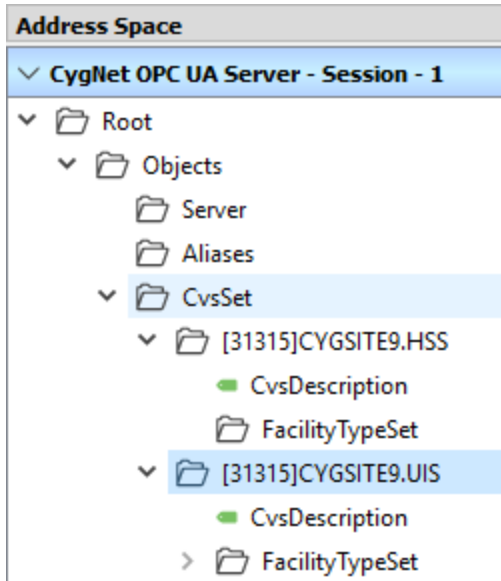 Address Space
CygNet OPC UA Server - Session - 1
Root
Objects
Server
Aliases
CvsSet
[31315]CYGSITE9.HSS
CvsDescription
FacilityTypeSet
[31315]CYGSITE9.UIS
CvsDescription
FacilityTypeSet